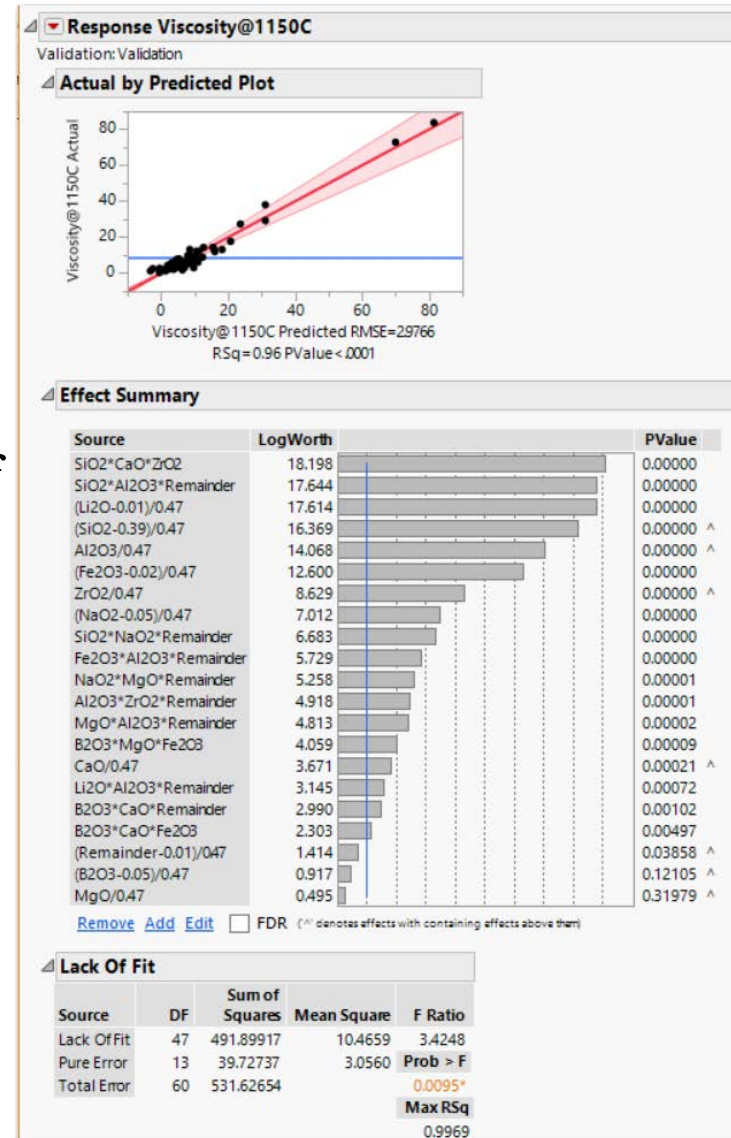 Response Viscosity@1150C
Validation: Validation
Actual by Predicted Plot
Viscosity@1150C Actual
80
60
40
20
0
0 20 40 60 80
Viscosity@1150C Predicted RMSE=2.9766
RSq=0.96 PValue<.0001
r
Effect Summary
Source LogWorth PValue
SiO2*CaO*ZrO2 18.198 0.00000
SiO2*Al2O3*Remainder 17.644 0.00000
(Li2O-0.01)/0.47 17.614 0.00000
(SiO2-0.39)/0.47 16.369 0.00000 ^
Al2O3/0.47 14.068 0.00000 ^
(Fe2O3-0.02)/0.47 12.600 0.00000
ZrO2/0.47 8.629 0.00000 ^
(NaO2-0.05)/0.47 7.012 0.00000
SiO2*NaO2*Remainder 6.683 0.00000
Fe2O3*Al2O3*Remainder 5.729 0.00000
NaO2*MgO*Remainder 5.258 0.00001
Al2O3*ZrO2*Remainder 4.918 0.00001
MgO*Al2O3*Remainder 4.813 0.00002
B2O3*MgO*Fe2O3 4.059 0.00009
CaO/0.47 3.671 0.00021 ^
Li2O*Al2O3*Remainder 3.145 0.00072
B2O3*CaO*Remainder 2.990 0.00102
B2O3*CaO*Fe2O3 2.303 0.00497
(Remainder-0.01)/0.47 1.414 0.03858 ^
(B2O3-0.05)/0.47 0.917 0.12105 ^
MgO/0.47 0.495 0.31979 ^
Remove Add Edit FDR ('^' denotes effects with containing effects above them)
Lack Of Fit
Sum of
Source DF Squares Mean Square F Ratio
Lack Of Fit 47 491.89917 10.4659 3.4248
Pure Error 13 39.72737 3.0560 Prob > F
Total Error 60 531.62654 0.0095*
Max RSq
0.9969